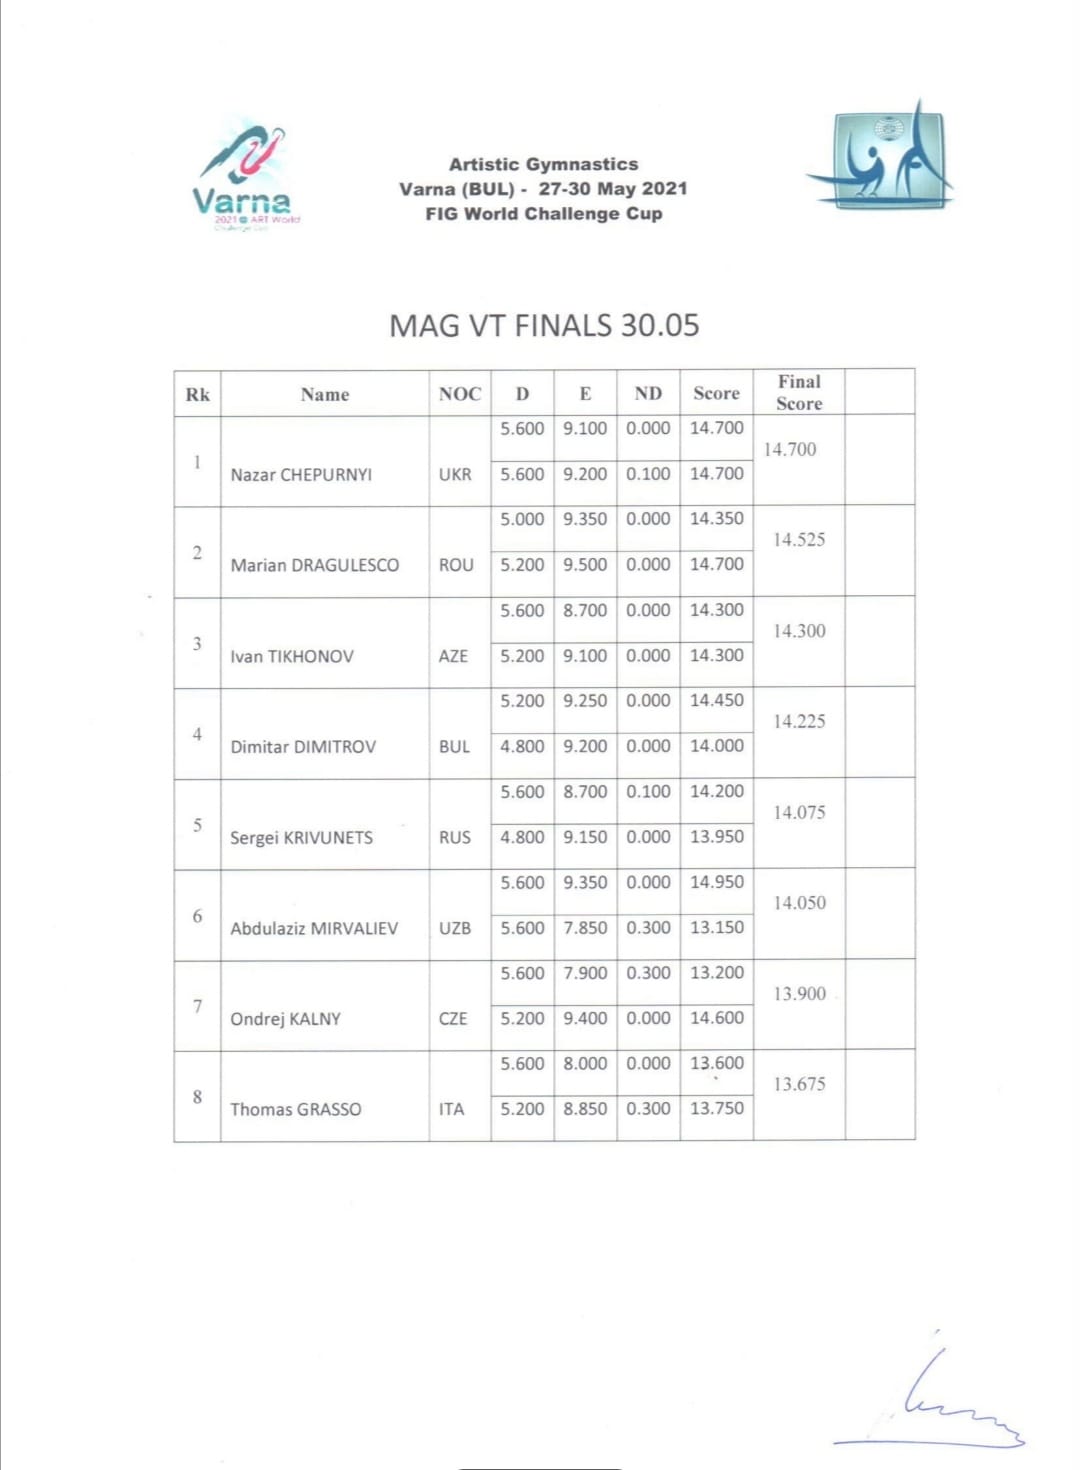 Varna
2021 ART World
Challenge Cup
Artistic Gymnastics
Varna (BUL) - 27-30 May 2021
FIG World Challenge Cup
MAG VT FINALS 30.05
Rk Name NOC D E ND Score Final Score
1 Nazar CHEPURNYI UKR 5.600 9.100 0.000 14.700 14.700
5.600 9.200 0.100 14.700
2 Marian DRAGULESCO ROU 5.000 9.350 0.000 14.350 14.525
5.200 9.500 0.000 14.700
3 Ivan TIKHONOV AZE 5.600 8.700 0.000 14.300 14.300
5.200 9.100 0.000 14.300
4 Dimitar DIMITROV BUL 5.200 9.250 0.000 14.450 14.225
4.800 9.200 0.000 14.000
5 Sergei KRIVUNETS RUS 5.600 8.700 0.100 14.200 14.075
4.800 9.150 0.000 13.950
6 Abdulaziz MIRVALIEV UZB 5.600 9.350 0.000 14.950 14.050
5.600 7.850 0.300 13.150
7 Ondrej KALNY CZE 5.600 7.900 0.300 13.200 13.900
5.200 9.400 0.000 14.600
8 Thomas GRASSO ITA 5.600 8.000 0.000 13.600 13.675
5.200 8.850 0.300 13.750